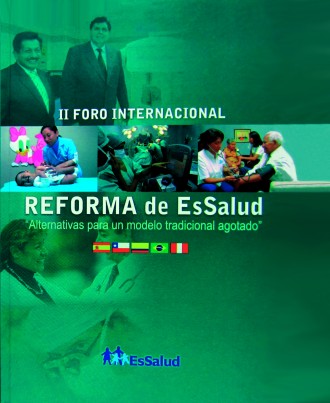 II FORO INTERNACIONAL
REFORMA de EsSalud
"Alternativas para un modelo tradicional agotado"
EsSalud